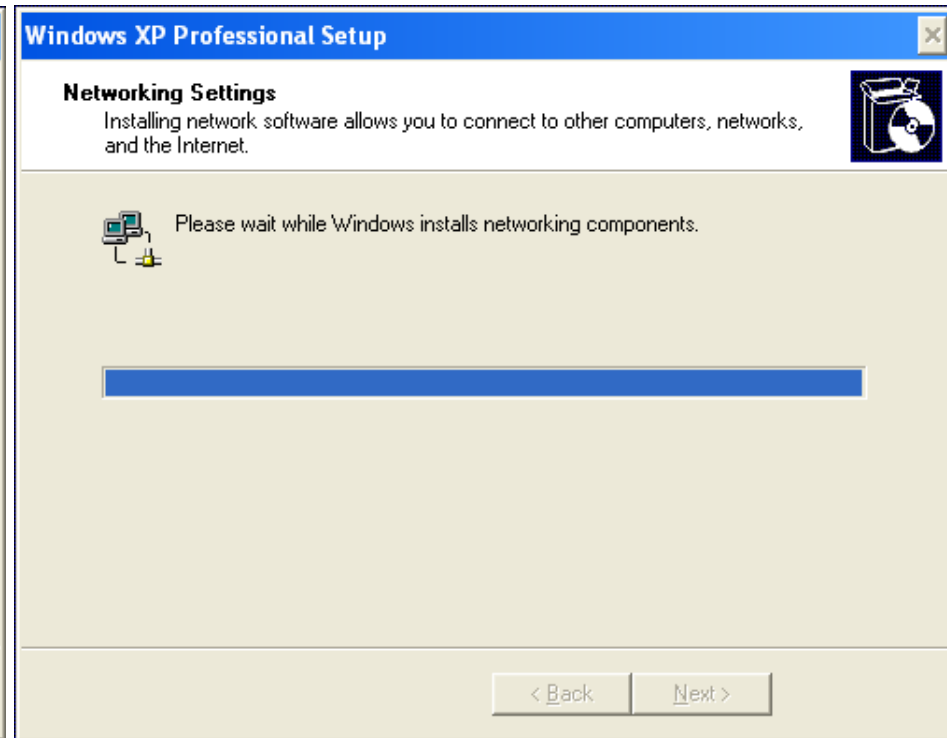 Windows XP Professional Setup
Networking Settings
Installing network software allows you to connect to other computers, networks,
and the Internet.
Please wait while Windows installs networking components.
< Back Next >